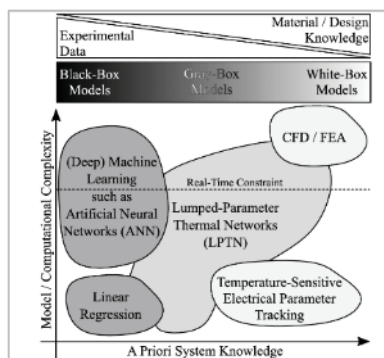 Material / Design
Knowledge
Experimental
Data
Black-Box
Models
Gray-Box
Models
White-Box
Models
Model / Computational Complexity
CFD / FEA
(Deep) Machine
Learning
such as
Artificial Neural
Networks (ANN)
Real-Time Constraint
Lumped-Parameter
Thermal Networks
(LPTN)
Linear
Regression
Temperature-Sensitive
Electrical Parameter
Tracking
A Priori System Knowledge